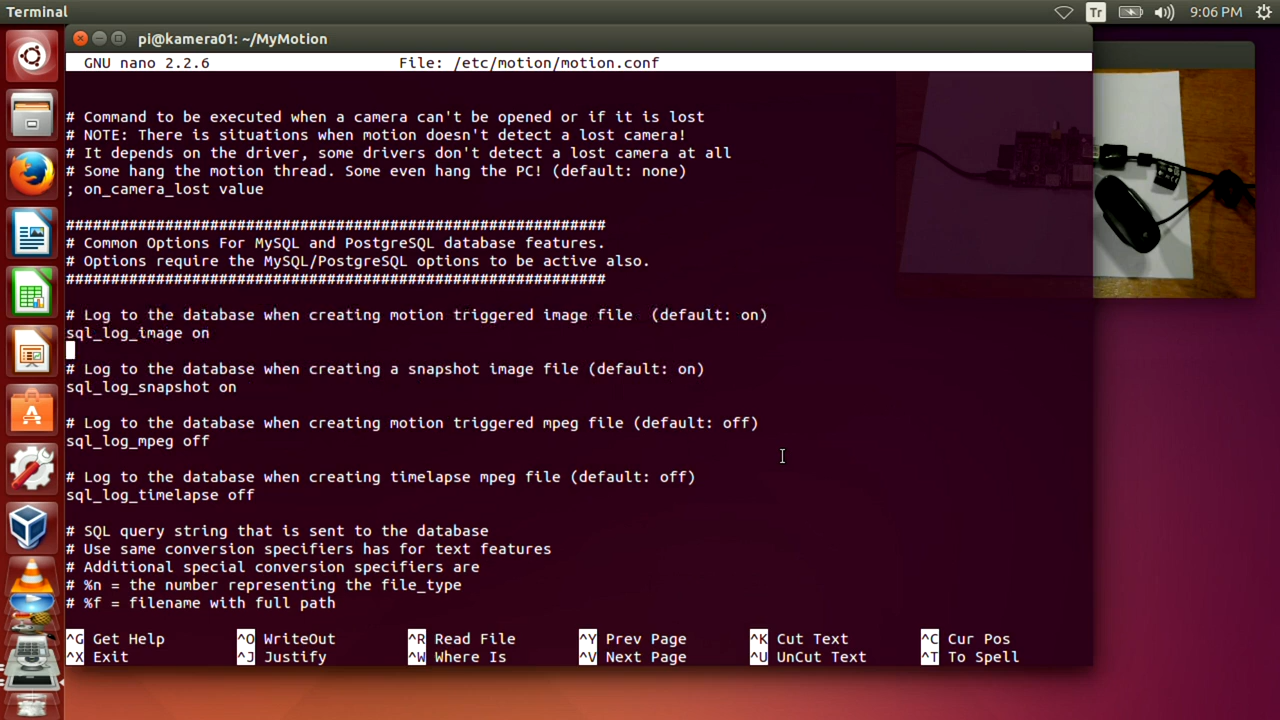 Terminal
Tr
9:06 PM
pi@kamera01: ~/MyMotion
GNU nano 2.2.6 File: /etc/motion/motion.conf
# Command to be executed when a camera can't be opened or if it is lost
# NOTE: There is situations when motion doesn't detect a lost camera!
# It depends on the driver, some drivers don't detect a lost camera at all
# Some hang the motion thread. Some even hang the PC! (default: none)
; on_camera_lost value
############################################################
# Common Options For MySQL and PostgreSQL database features.
# Options require the MySQL/PostgreSQL options to be active also.
############################################################
# Log to the database when creating motion triggered image file  (default: on)
sql_log_image on
# Log to the database when creating a snapshot image file (default: on)
sql_log_snapshot on
# Log to the database when creating motion triggered mpeg file (default: off)
sql_log_mpeg off
# Log to the database when creating timelapse mpeg file (default: off)
sql_log_timelapse off
# SQL query string that is sent to the database
# Use same conversion specifiers has for text features
# Additional special conversion specifiers are
# %n = the number representing the file_type
# %f = filename with full path
^G Get Help ^O WriteOut ^R Read File ^Y Prev Page ^K Cut Text ^C Cur Pos
^X Exit ^J Justify ^W Where Is ^V Next Page ^U UnCut Text ^T To Spell